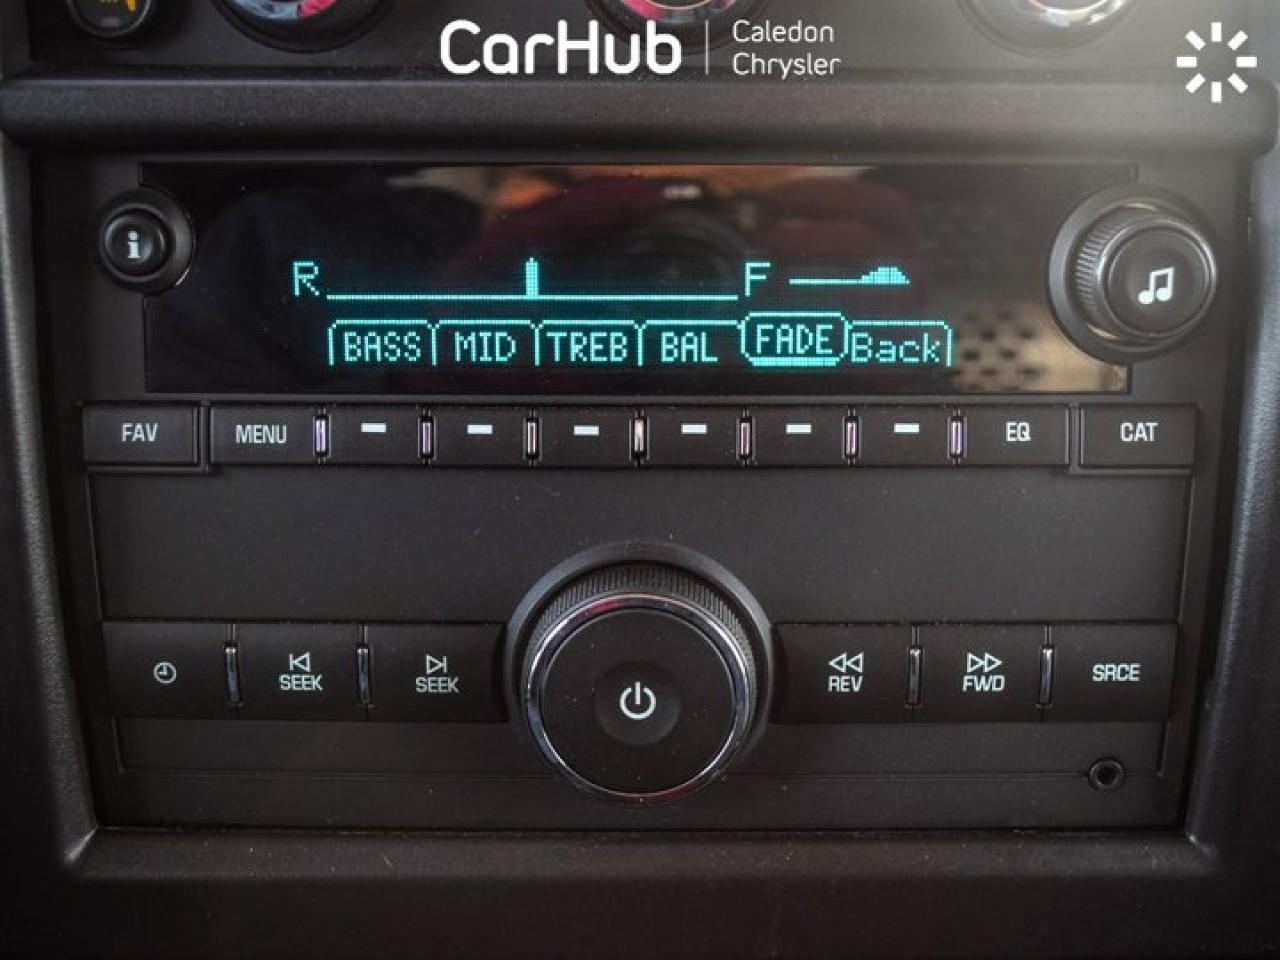 CarHub
Caledon
Chrysler
i
R F
BASS MID TREB BAL FADE Back
FAV MENU EQ CAT
SEEK SEEK REV FWD SRCE